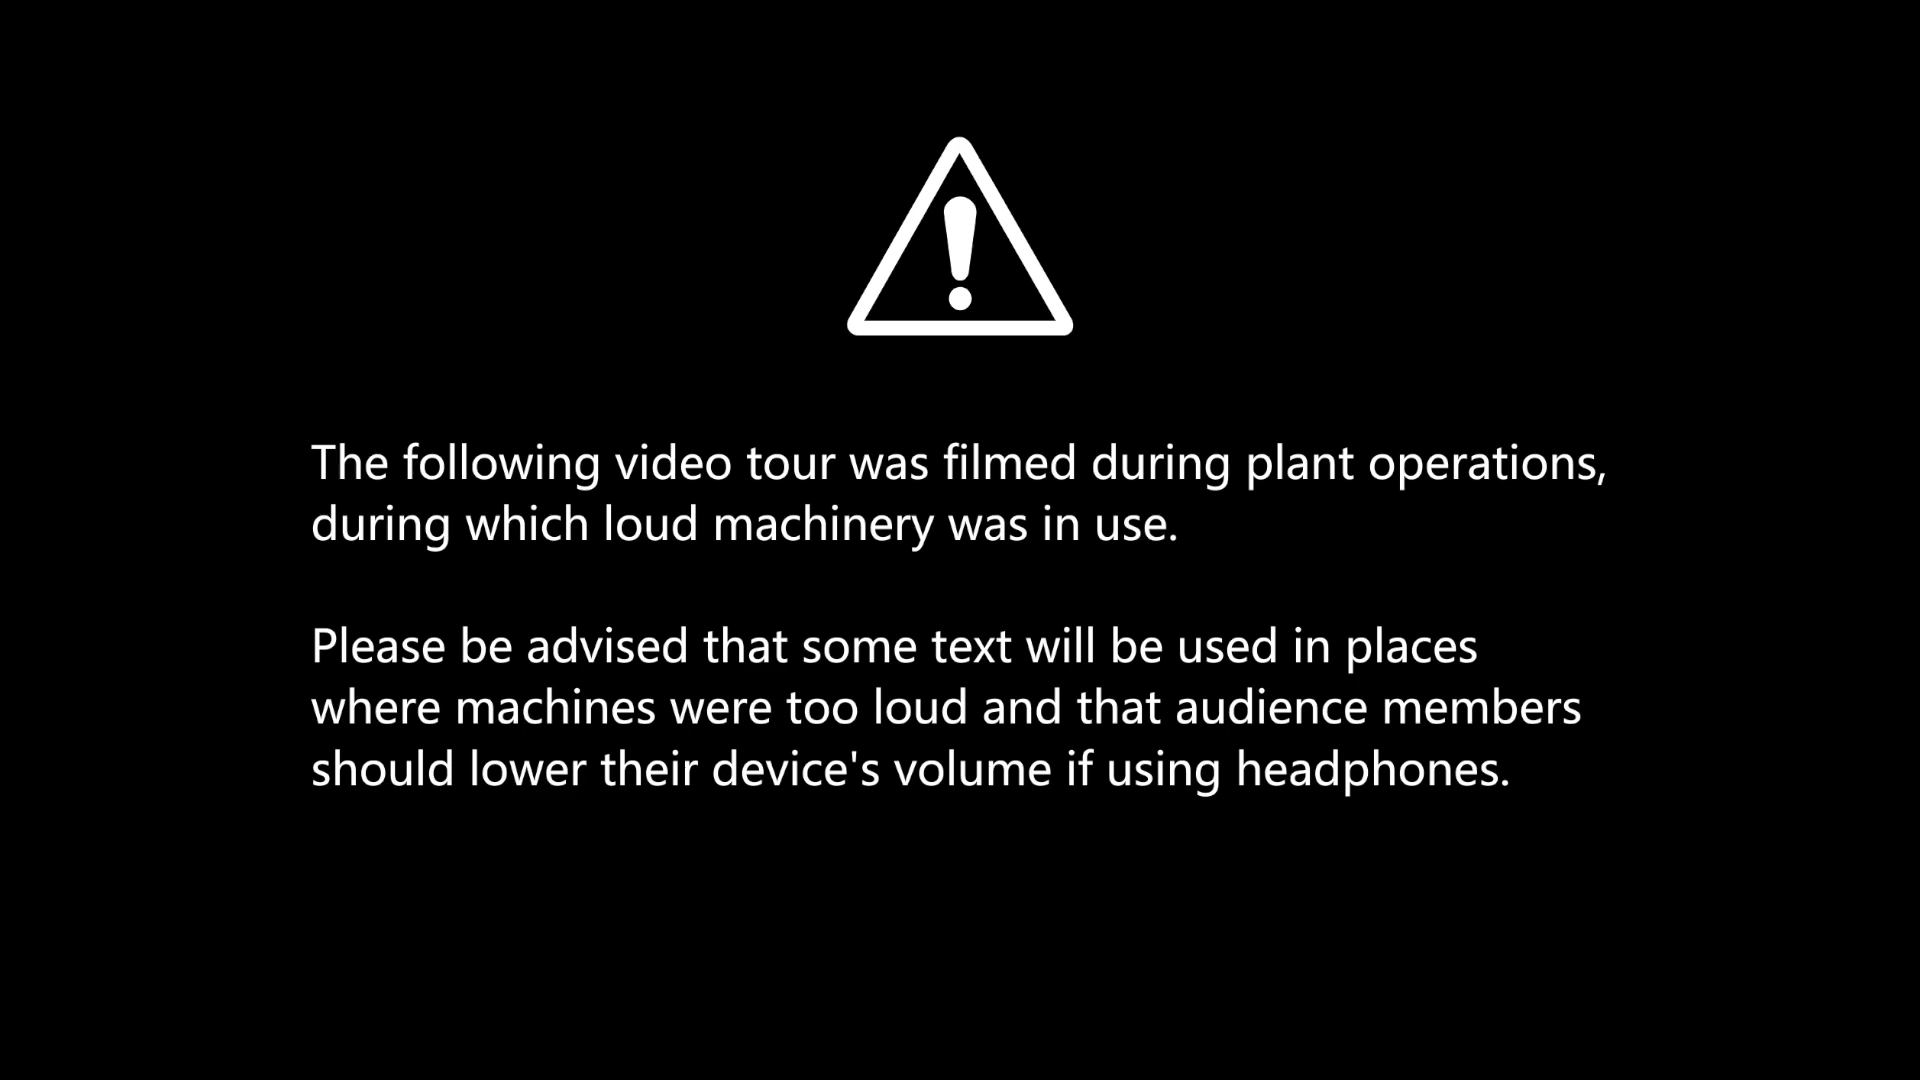 The following video tour was filmed during plant operations,
during which loud machinery was in use.
Please be advised that some text will be used in places
where machines were too loud and that audience members
should lower their device's volume if using headphones.